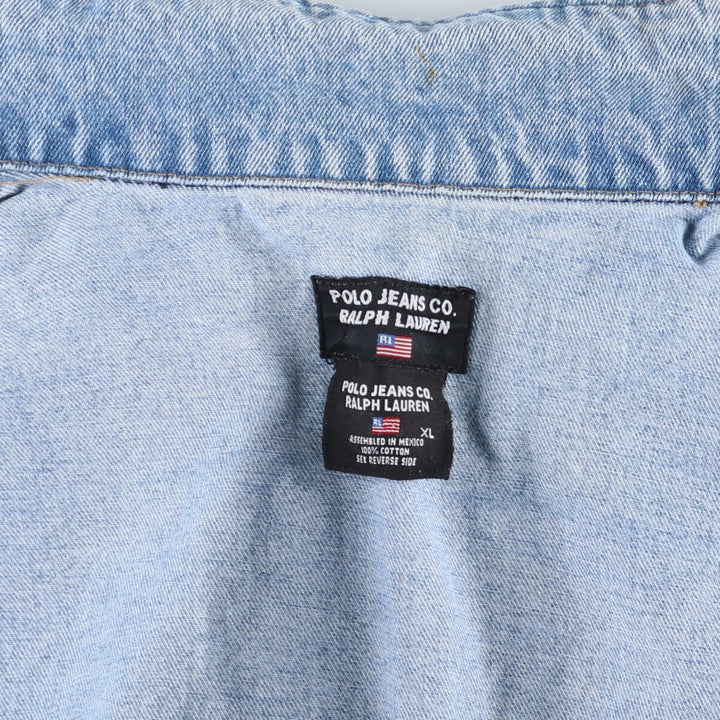 POLO JEANS CO.
RALPH LAUREN
RL
POLO JEANS CO.
RALPH LAUREN
RL
XL
ASSEMBLED IN MEXICO
100% COTTON
SEE REVERSE SIDE